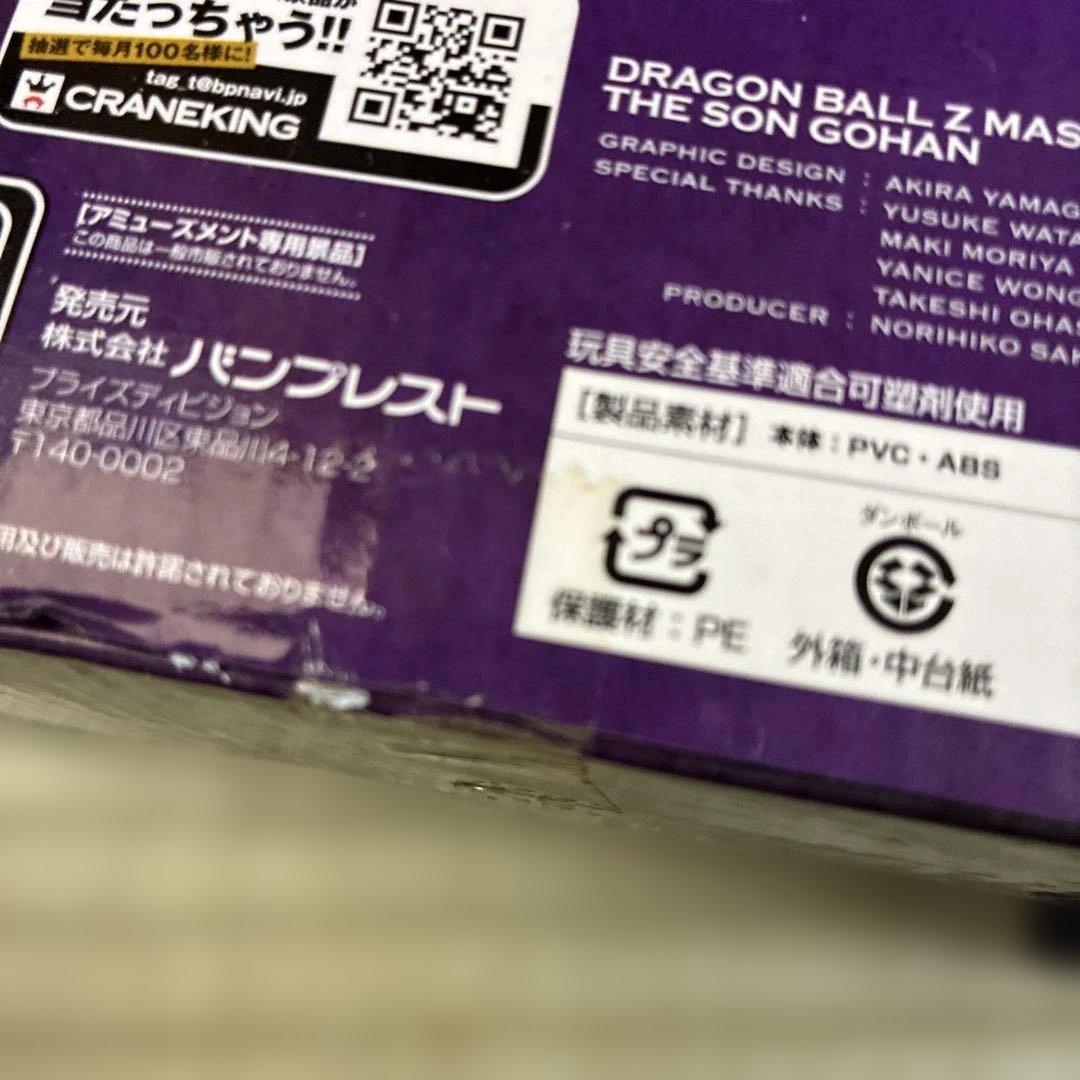 当たっちゃう!!
抽選で毎月100名様に!
tag_t@bpnavi.jp
CRANEKING
[アミューズメント専用景品]
この商品は一般市販されておりません。
発売元
株式会社 バンプレスト
プライズディビジョン
東京都品川区東品川4-12-2
〒140-0002
用及び販売は許諾されておりません。
DRAGON BALL Z MAS
THE SON GOHAN
GRAPHIC DESIGN : AKIRA YAMAG
SPECIAL THANKS : YUSUKE WATA
MAKI MORIYA
YANICE WONG
TAKESHI OHAS
PRODUCER : NORIHIKO SAK
玩具安全基準適合可塑剤使用
[製品素材] 本体:PVC・ABS
プラ
保護材:PE
ダンボール
外箱・中台紙